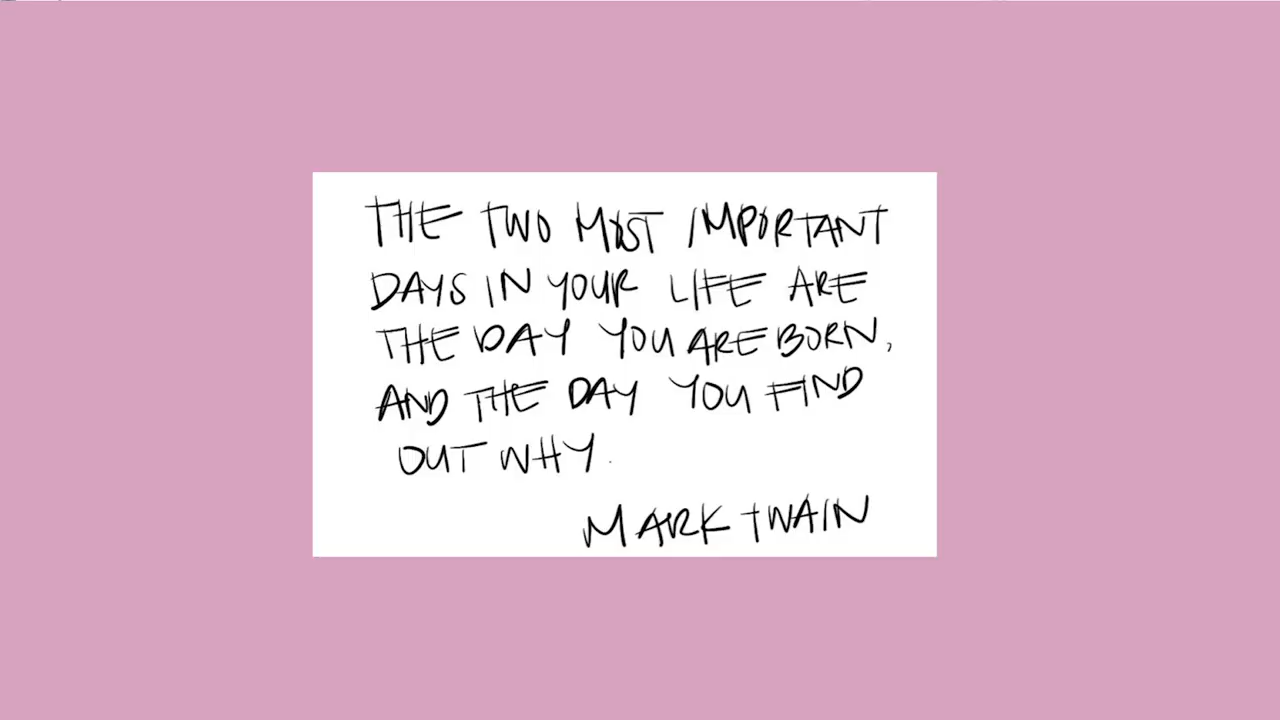 THE TWO MOST IMPORTANT
DAYS IN YOUR LIFE ARE
THE DAY YOU ARE BORN,
AND THE DAY YOU FIND
OUT WHY.
MARK TWAIN